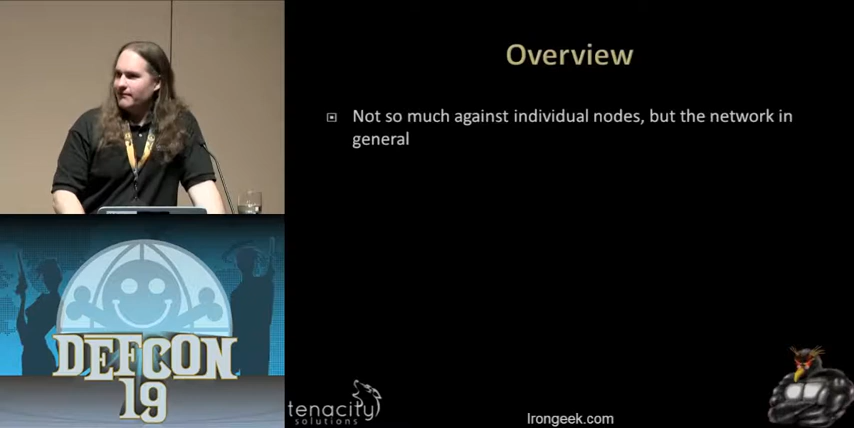 Overview
Not so much against individual nodes, but the network in
general
DEFCON
19
tenacity
solutions
Irongeek.com